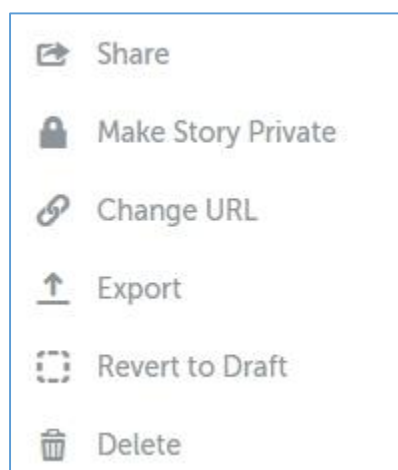 Share
Make Story Private
Change URL
Export
Revert to Draft
Delete